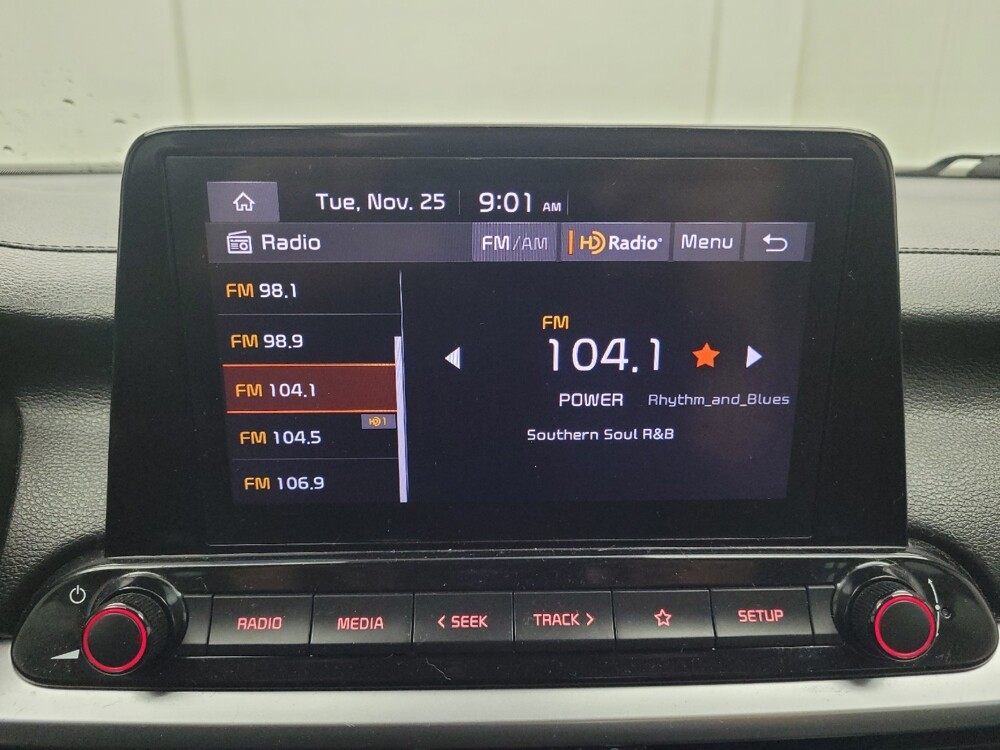 Tue, Nov. 25 9:01 AM
Radio FM/AM HD Radio® Menu
FM 98.1
FM 98.9
FM 104.1
HD 1
FM 104.5
FM 106.9
FM
104.1
POWER Rhythm_and_Blues
Southern Soul R&B
RADIO MEDIA < SEEK TRACK > SETUP